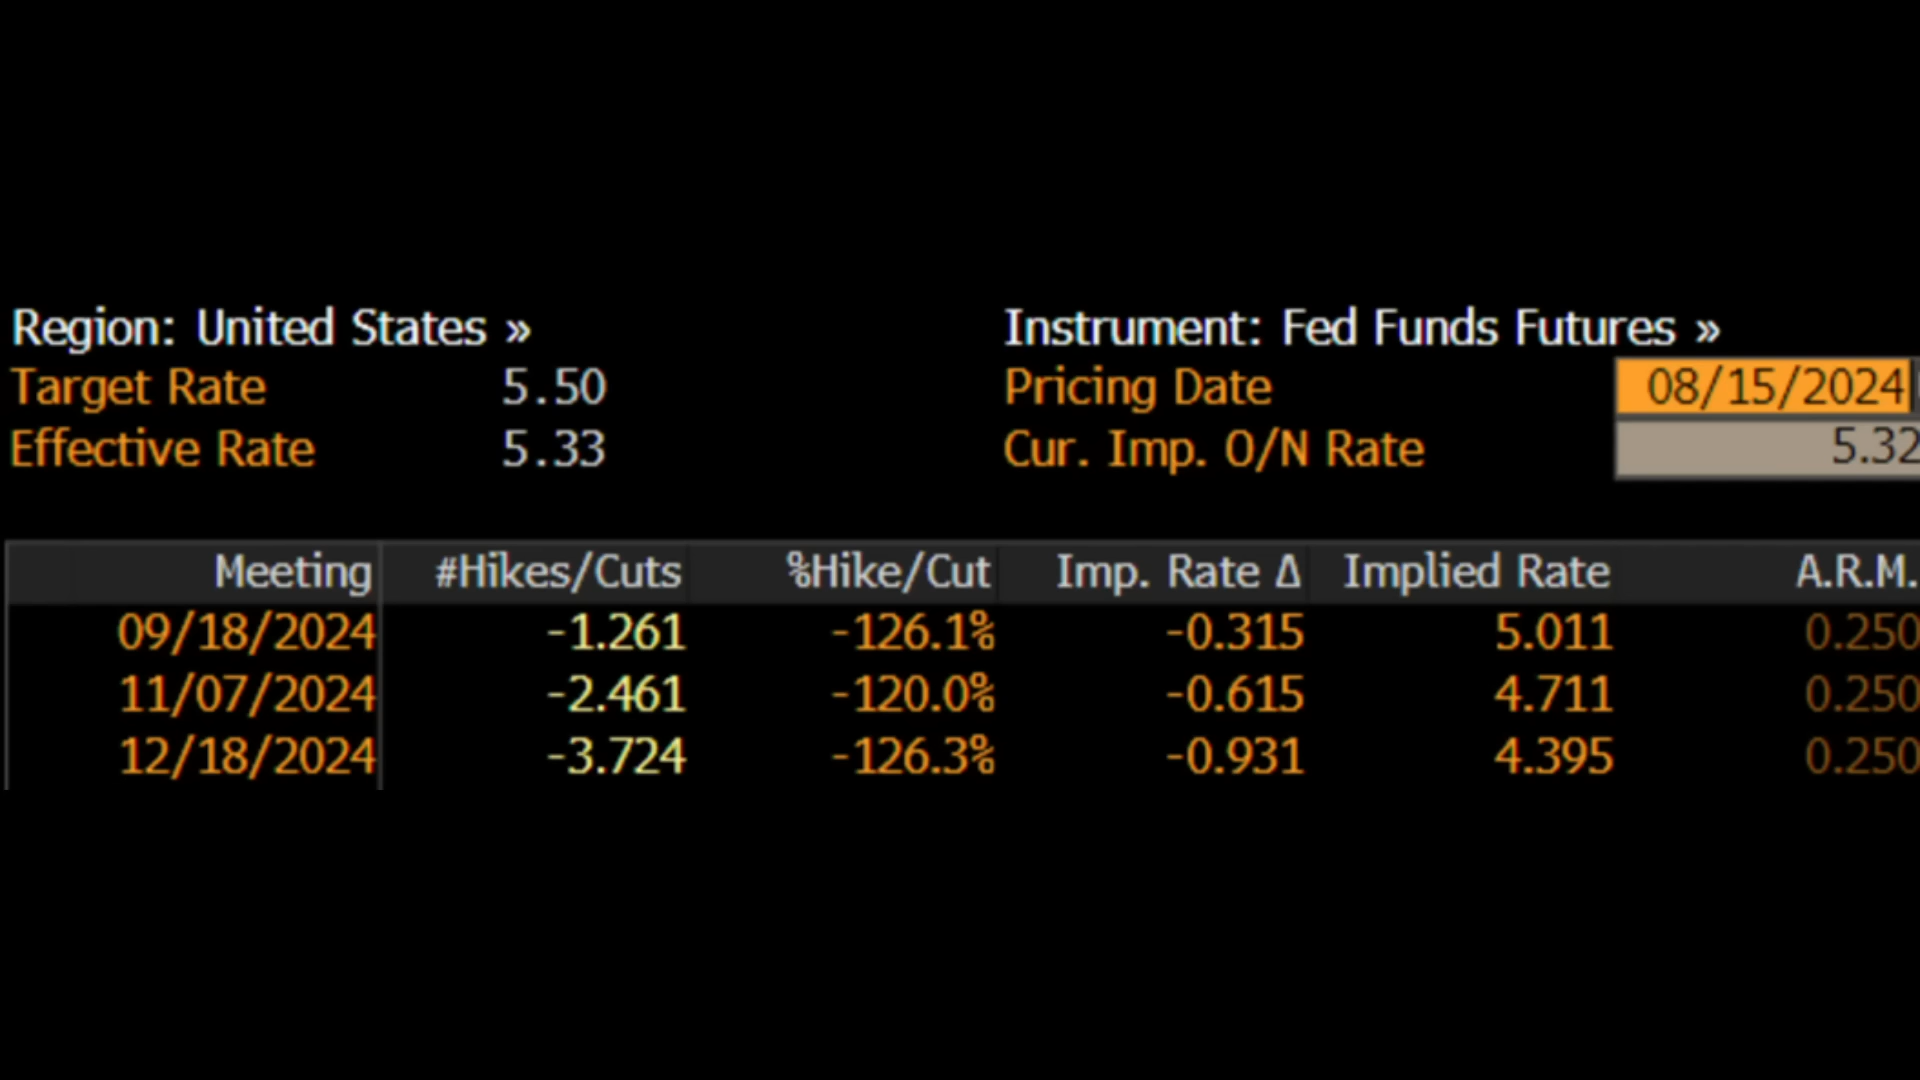 Region: United States » Instrument: Fed Funds Futures »
Target Rate 5.50 Pricing Date 08/15/2024
Effective Rate 5.33 Cur. Imp. O/N Rate 5.32
Meeting #Hikes/Cuts %Hike/Cut Imp. Rate Δ Implied Rate A.R.M.
09/18/2024 -1.261 -126.1% -0.315 5.011 0.250
11/07/2024 -2.461 -120.0% -0.615 4.711 0.250
12/18/2024 -3.724 -126.3% -0.931 4.395 0.250